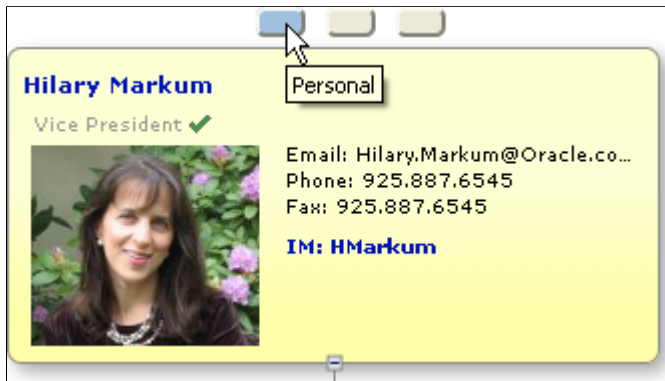 Personal
Hilary Markum
Vice President
Email: Hilary.Markum@Oracle.co...
Phone: 925.887.6545
Fax: 925.887.6545
IM: HMarkum